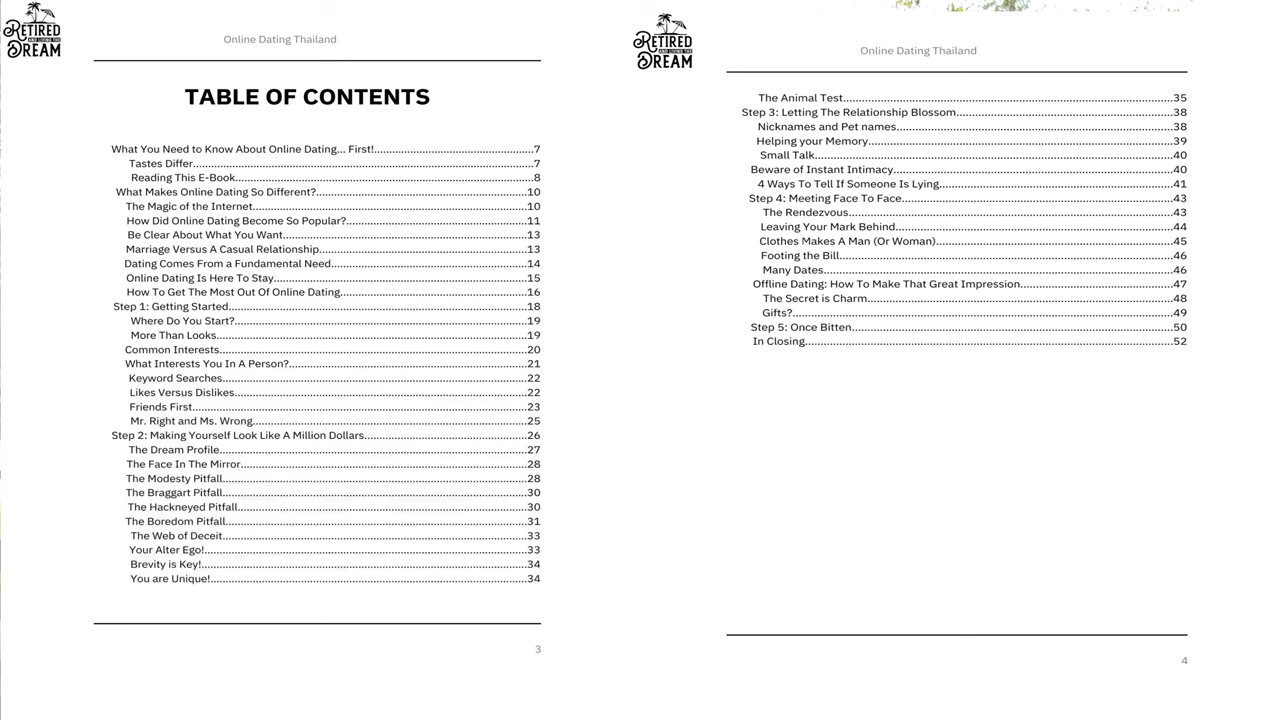 RETIRED
AND LIVING THE
DREAM
Online Dating Thailand
TABLE OF CONTENTS
What You Need to Know About Online Dating... First!..........7
Tastes Differ..........7
Reading This E-Book..........8
What Makes Online Dating So Different?..........10
The Magic of the Internet..........10
How Did Online Dating Become So Popular?..........11
Be Clear About What You Want..........13
Marriage Versus A Casual Relationship..........13
Dating Comes From a Fundamental Need..........14
Online Dating Is Here To Stay..........15
How To Get The Most Out Of Online Dating..........16
Step 1: Getting Started..........18
Where Do You Start?..........19
More Than Looks..........19
Common Interests..........20
What Interests You In A Person?..........21
Keyword Searches..........22
Likes Versus Dislikes..........22
Friends First..........23
Mr. Right and Ms. Wrong..........25
Step 2: Making Yourself Look Like A Million Dollars..........26
The Dream Profile..........27
The Face In The Mirror..........28
The Modesty Pitfall..........28
The Braggart Pitfall..........30
The Hackneyed Pitfall..........30
The Boredom Pitfall..........31
The Web of Deceit..........33
Your Alter Ego!..........33
Brevity is Key!..........34
You are Unique!..........34
3
RETIRED
AND LIVING THE
DREAM
Online Dating Thailand
The Animal Test..........35
Step 3: Letting The Relationship Blossom..........38
Nicknames and Pet names..........38
Helping your Memory..........39
Small Talk..........40
Beware of Instant Intimacy..........40
4 Ways To Tell If Someone Is Lying..........41
Step 4: Meeting Face To Face..........43
The Rendezvous..........43
Leaving Your Mark Behind..........44
Clothes Makes A Man (Or Woman)..........45
Footing the Bill..........46
Many Dates..........46
Offline Dating: How To Make That Great Impression..........47
The Secret is Charm..........48
Gifts?..........49
Step 5: Once Bitten..........50
In Closing..........52
4